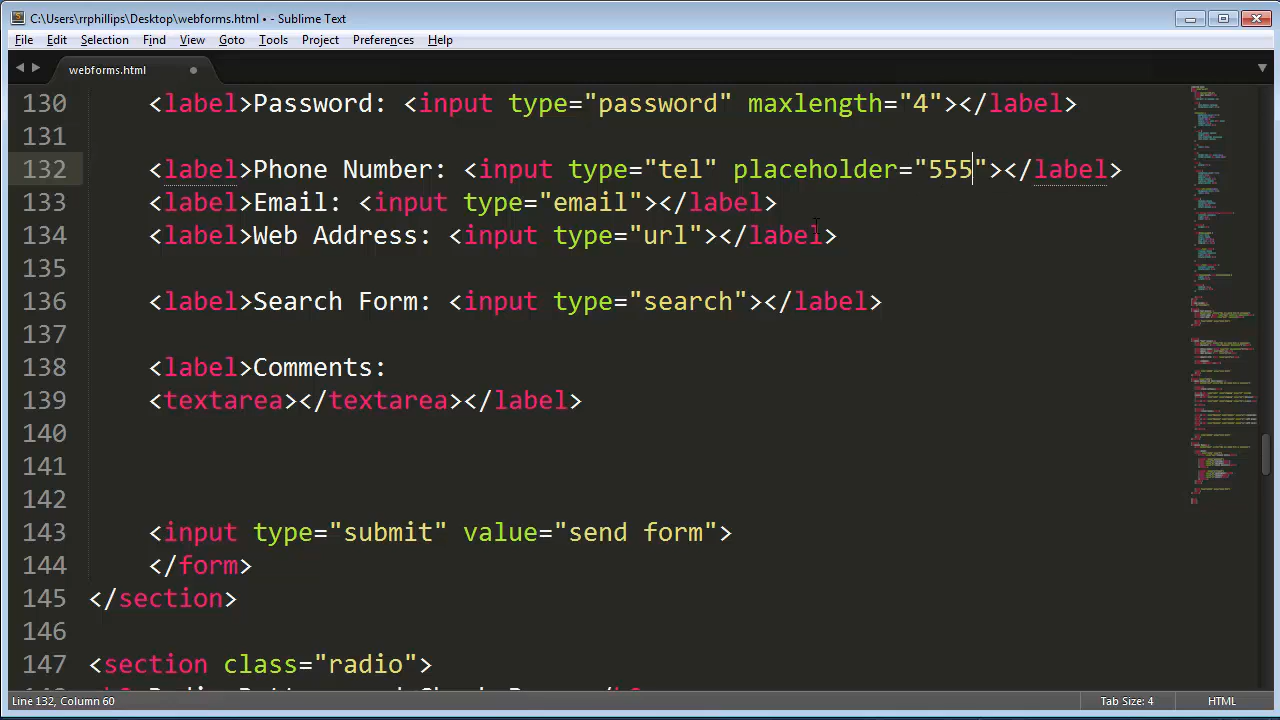 C:\Users\rrphillips\Desktop\webforms.html • - Sublime Text
File Edit Selection Find View Goto Tools Project Preferences Help
webforms.html
130 <label>Password: <input type="password" maxlength="4"></label>
131
132 <label>Phone Number: <input type="tel" placeholder="555"></label>
133 <label>Email: <input type="email"></label>
134 <label>Web Address: <input type="url"></label>
135
136 <label>Search Form: <input type="search"></label>
137
138 <label>Comments:
139 <textarea></textarea></label>
140
141
142
143 <input type="submit" value="send form">
144 </form>
145 </section>
146
147 <section class="radio">
Line 132, Column 60 Tab Size: 4 HTML